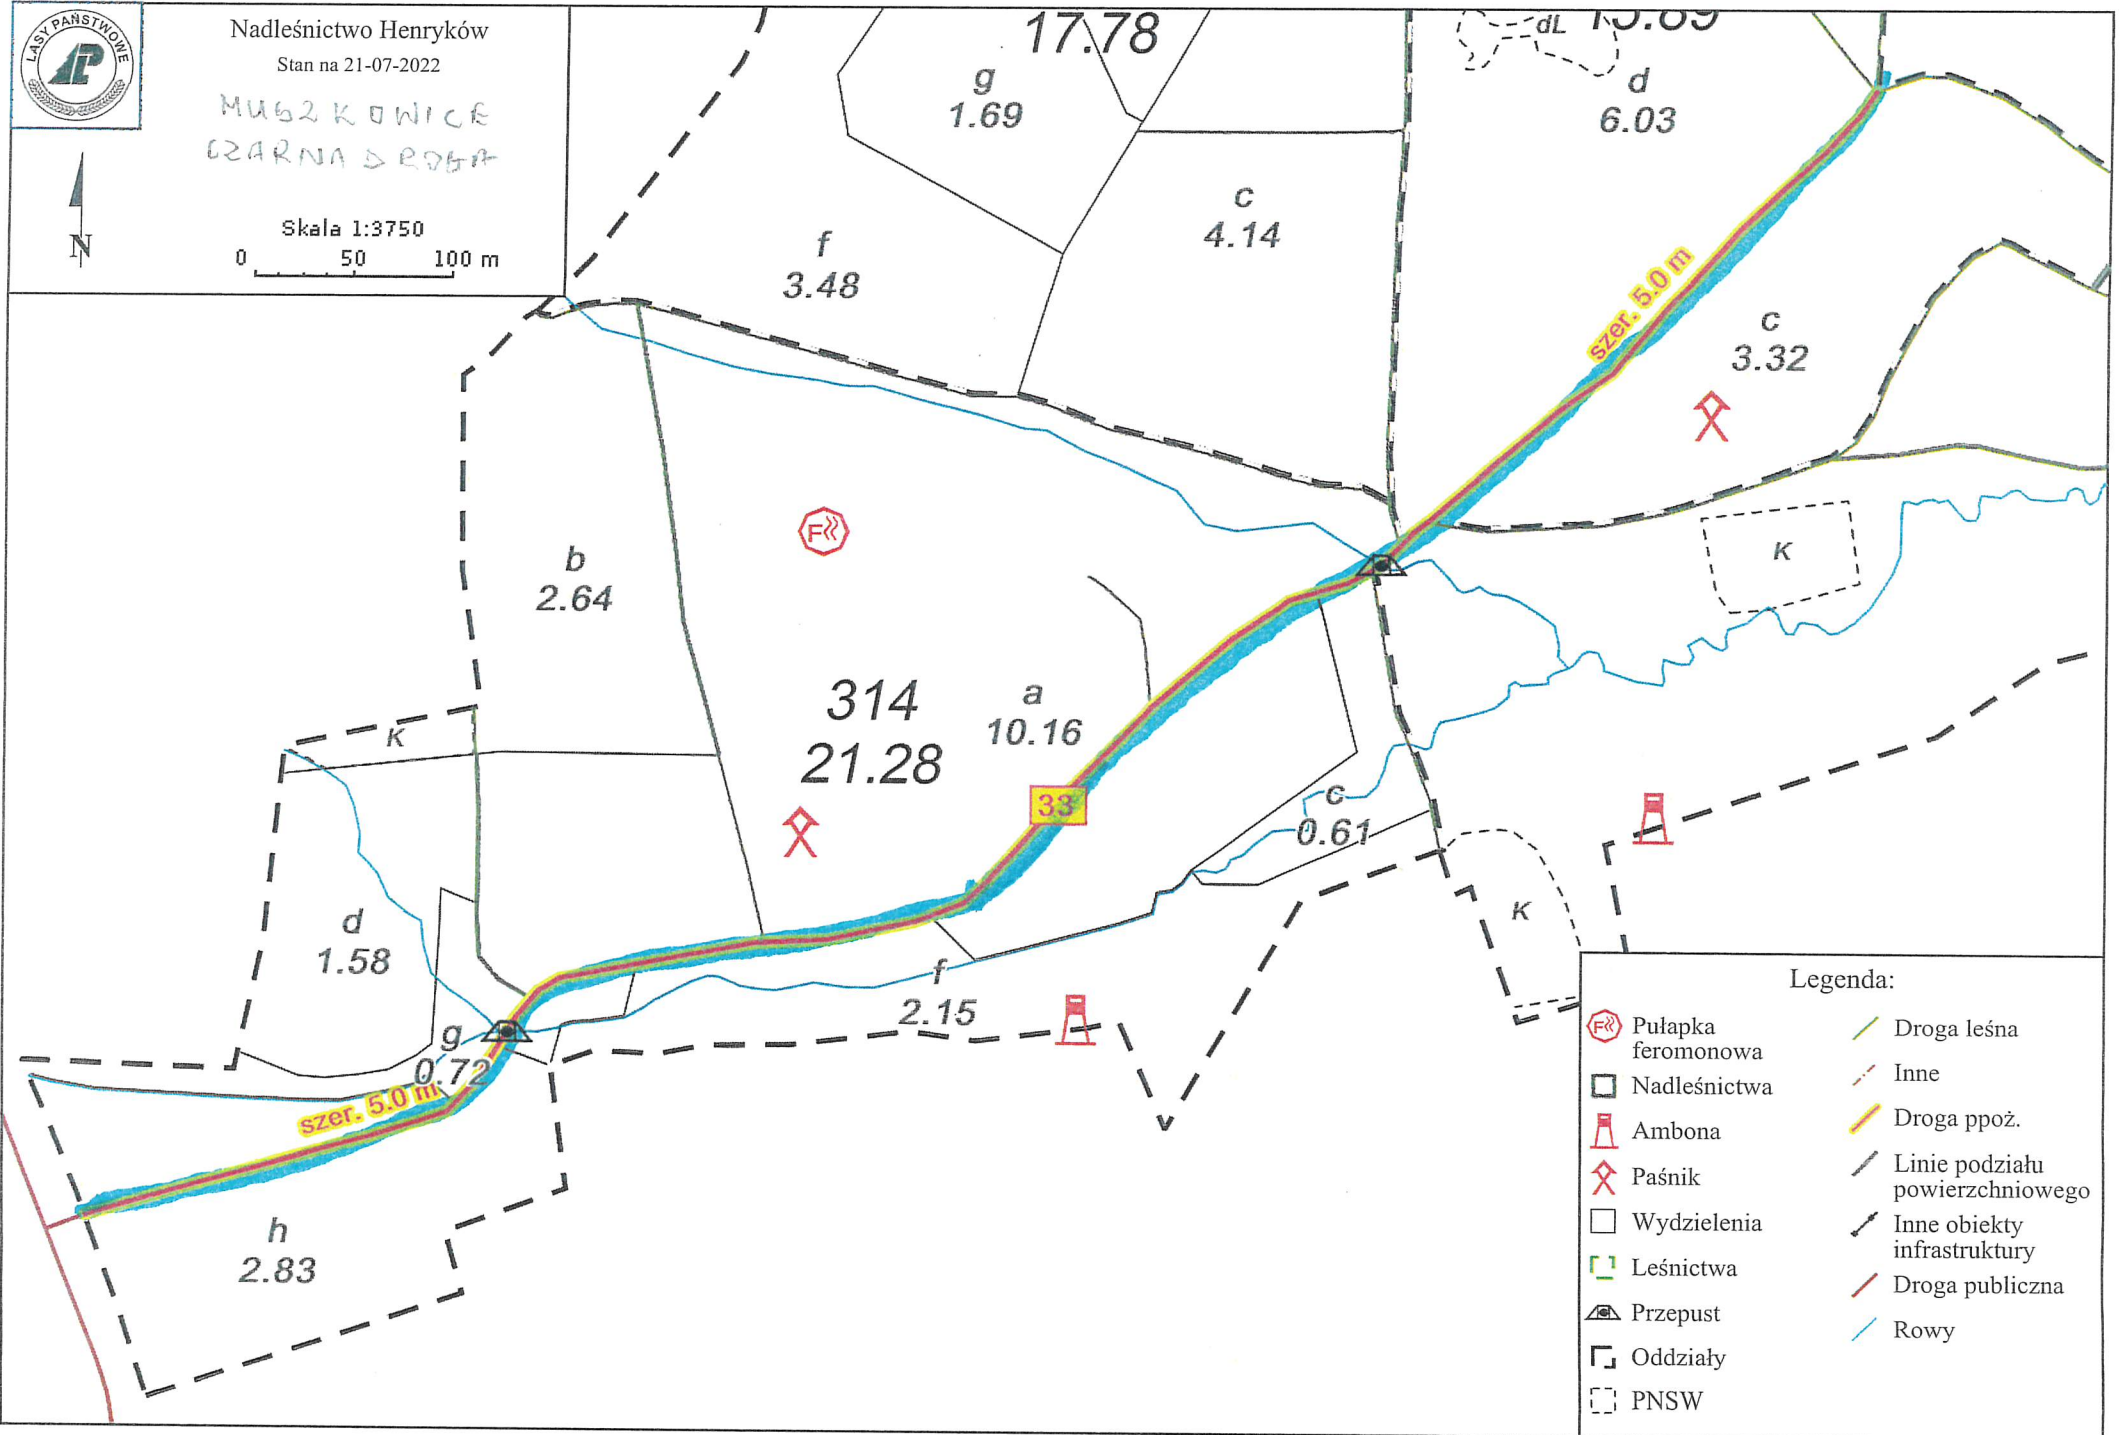 LASY PAŃSTWOWE
Nadleśnictwo Henryków
Stan na 21-07-2022
MUSZKOWICE
CZARNA DROGA
N
Skala 1:3750
0 50 100 m
17.78
g
1.69
dL
d
6.03
c
4.14
f
3.48
szer. 5.0 m
c
3.32
F
b
2.64
K
314
21.28
a
10.16
K
33
c
0.61
d
1.58
K
f
2.15
g
0.72
szer. 5.0 m
h
2.83
Legenda:
F Pułapka
feromonowa
Nadleśnictwa
Ambona
Paśnik
Wydzielenia
Leśnictwa
Przepust
Oddziały
PNSW
Droga leśna
Inne
Droga ppoż.
Linie podziału
powierzchniowego
Inne obiekty
infrastruktury
Droga publiczna
Rowy